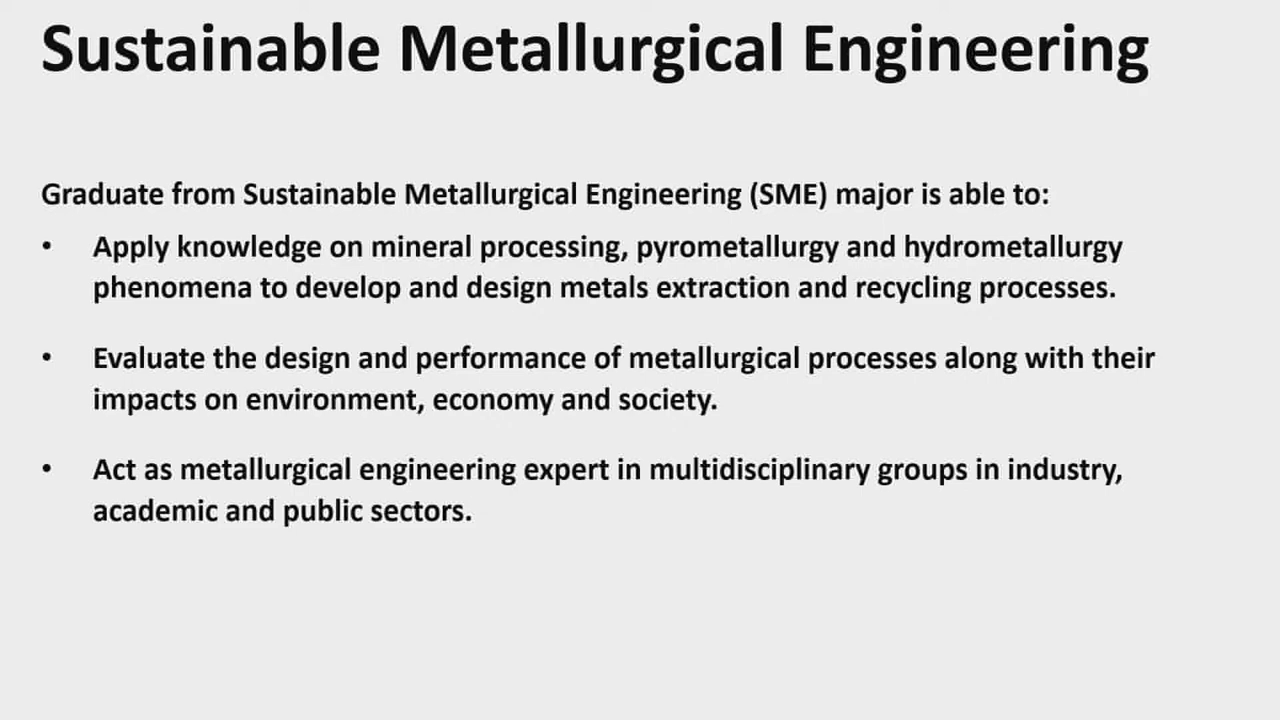 Sustainable Metallurgical Engineering
Graduate from Sustainable Metallurgical Engineering (SME) major is able to:
• Apply knowledge on mineral processing, pyrometallurgy and hydrometallurgy
phenomena to develop and design metals extraction and recycling processes.
• Evaluate the design and performance of metallurgical processes along with their
impacts on environment, economy and society.
• Act as metallurgical engineering expert in multidisciplinary groups in industry,
academic and public sectors.